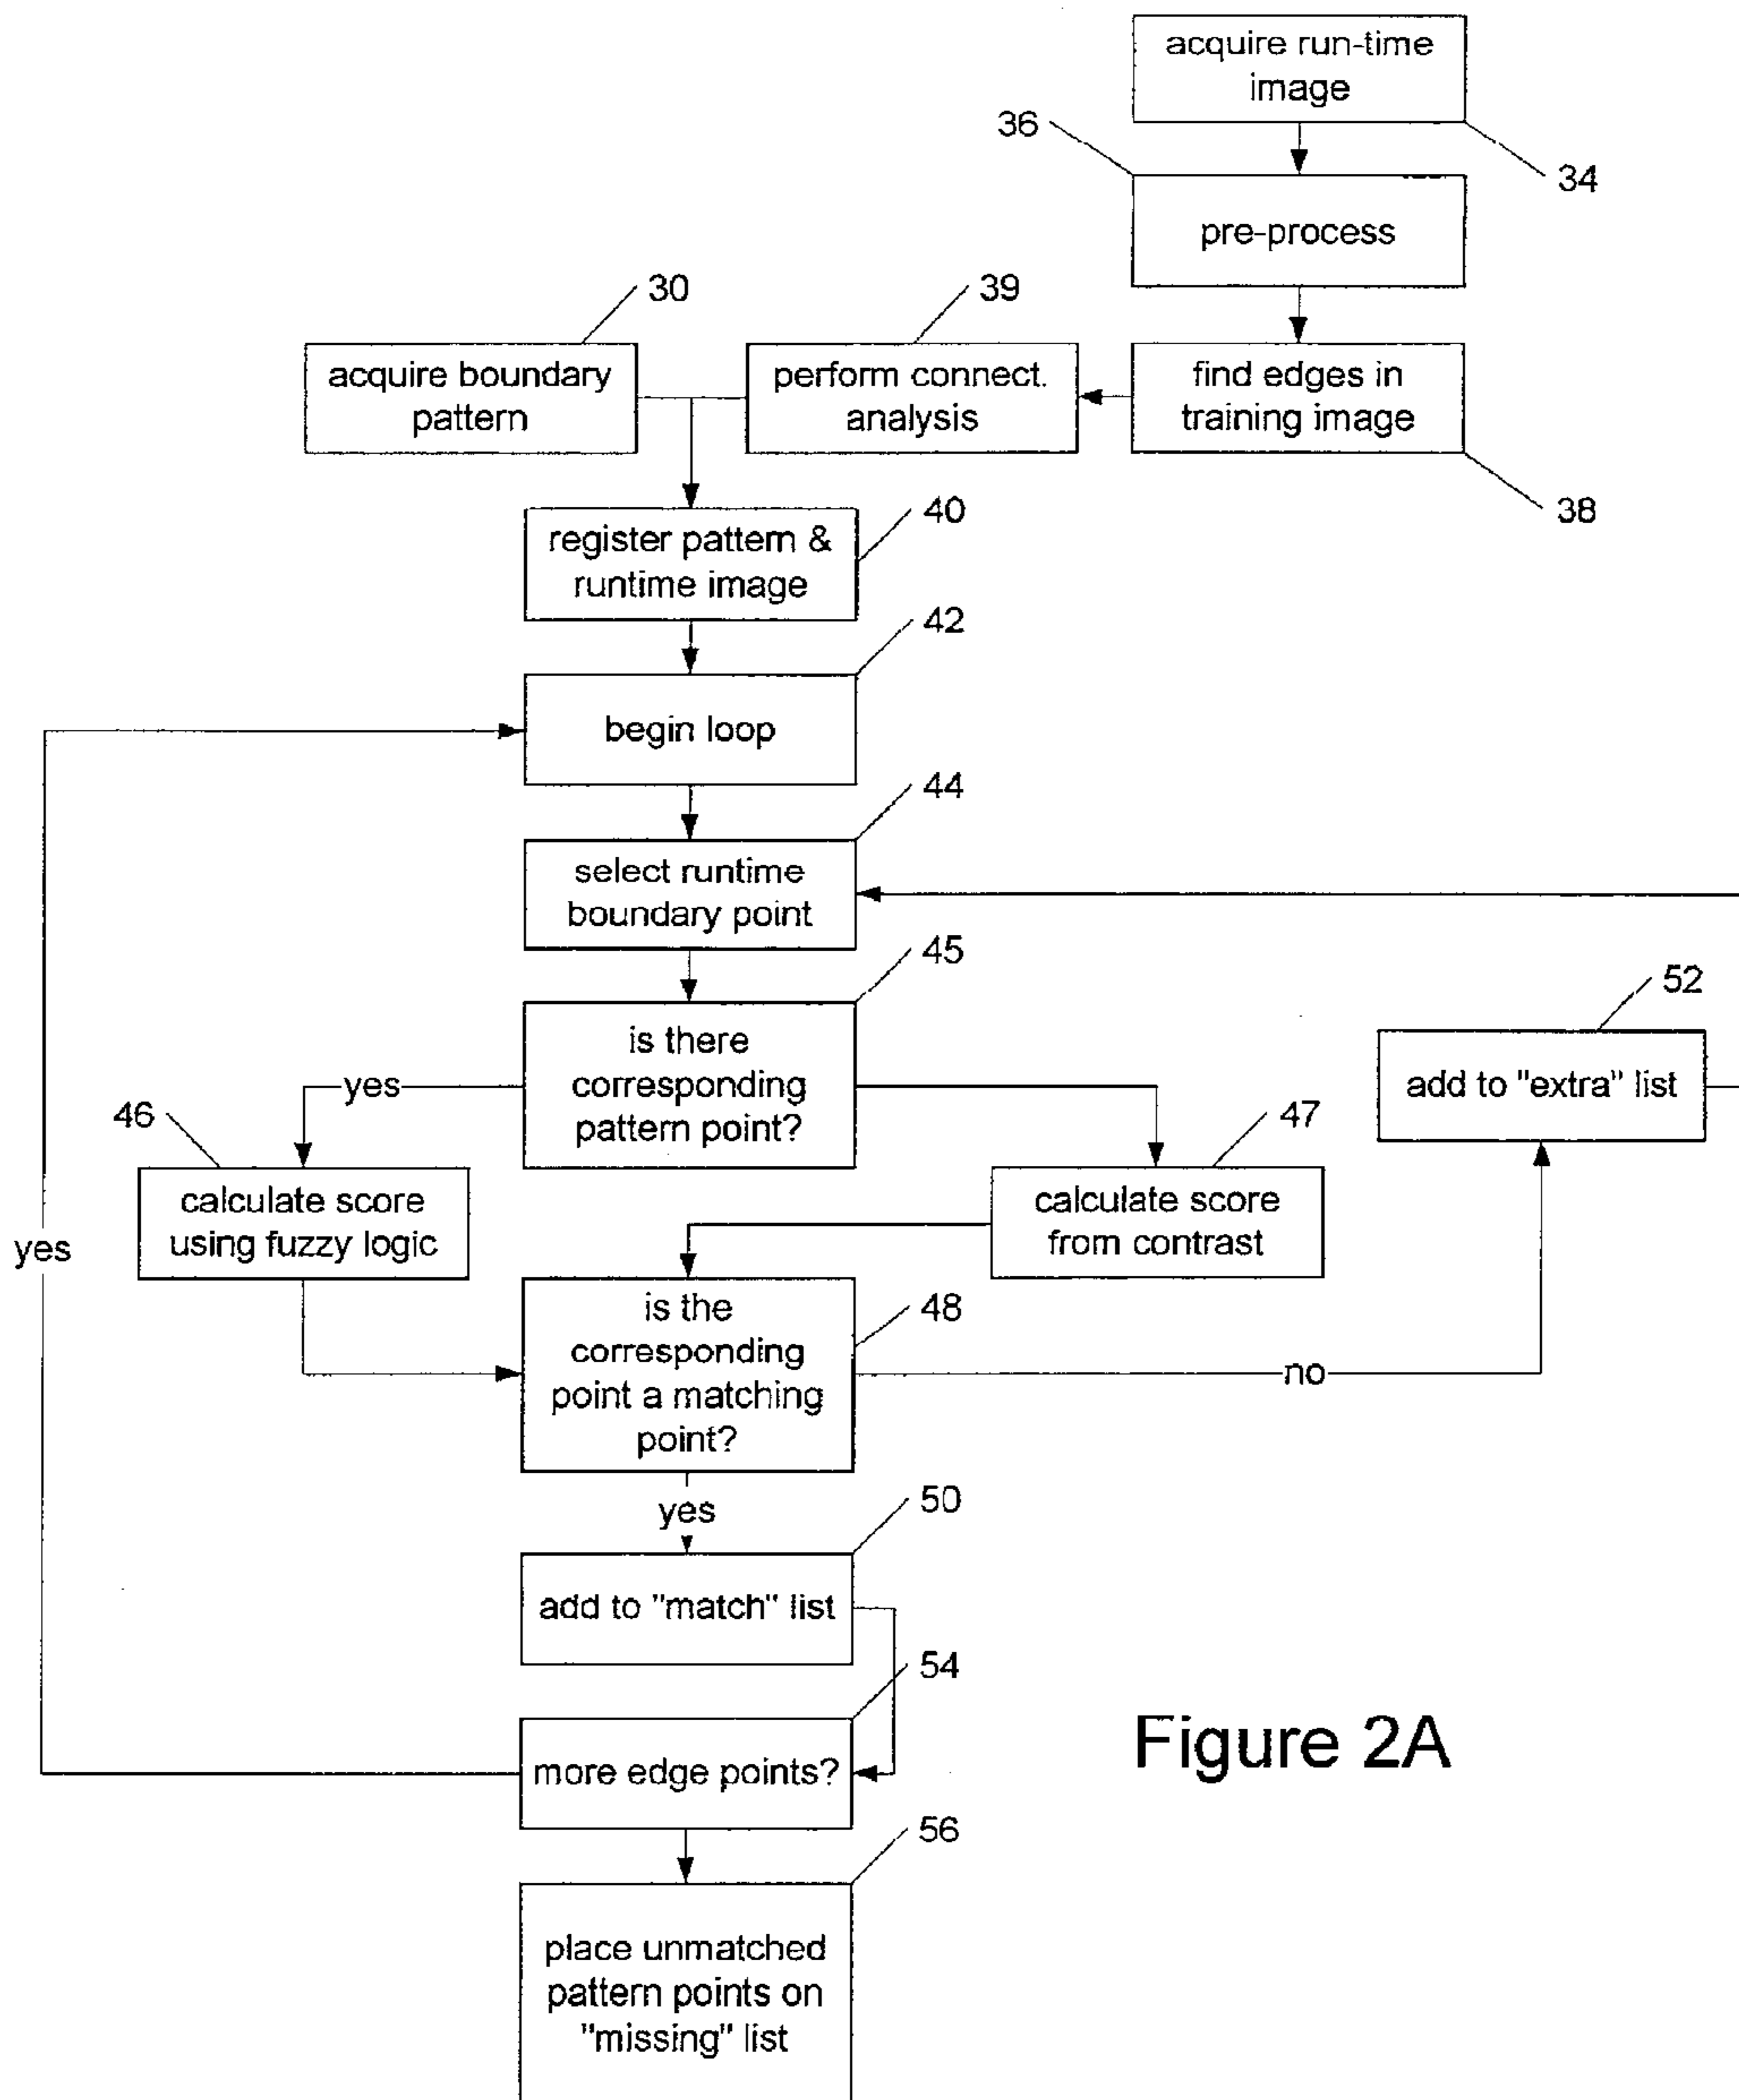 acquire run-time
image
36
34
pre-process
30
39
acquire boundary
pattern
perform connect.
analysis
find edges in
training image
38
40
register pattern &
runtime image
42
begin loop
44
select runtime
boundary point
45
52
is there
corresponding
pattern point?
yes
add to "extra" list
46
47
calculate score
using fuzzy logic
calculate score
from contrast
yes
is the
corresponding
point a matching
point?
48
no
yes
50
add to "match" list
54
more edge points?
Figure 2A
56
place unmatched
pattern points on
"missing" list